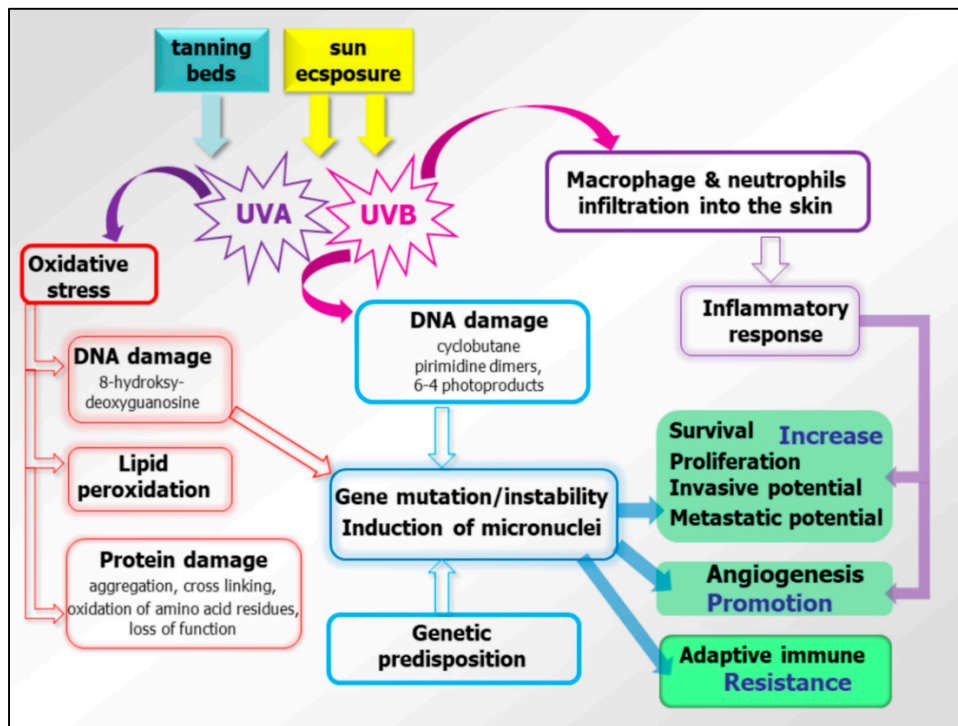 tanning
beds
sun
ecsposure
UVA
UVB
Macrophage & neutrophils
infiltration into the skin
Oxidative
stress
Inflammatory
response
DNA damage
8-hydroksy-
deoxyguanosine
DNA damage
cyclobutane
pirimidine dimers,
6-4 photoproducts
Lipid
peroxidation
Gene mutation/instability
Induction of micronuclei
Survival Increase
Proliferation
Invasive potential
Metastatic potential
Protein damage
aggregation, cross linking,
oxidation of amino acid residues,
loss of function
Genetic
predisposition
Angiogenesis
Promotion
Adaptive immune
Resistance